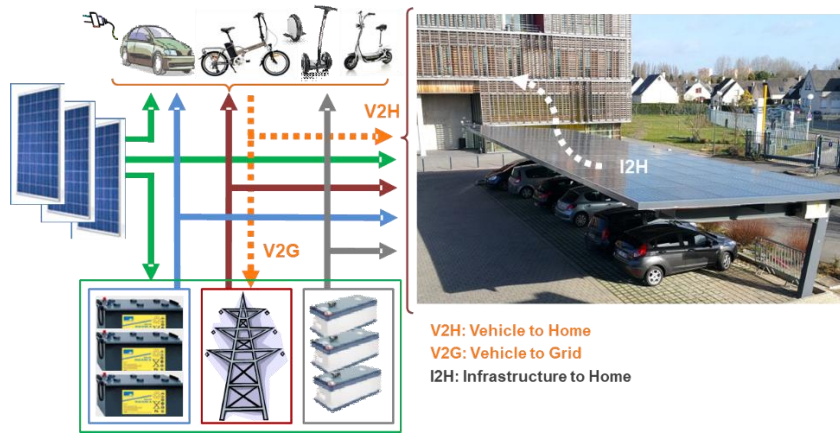 V2H
I2H
V2G
V2H: Vehicle to Home
V2G: Vehicle to Grid
I2H: Infrastructure to Home